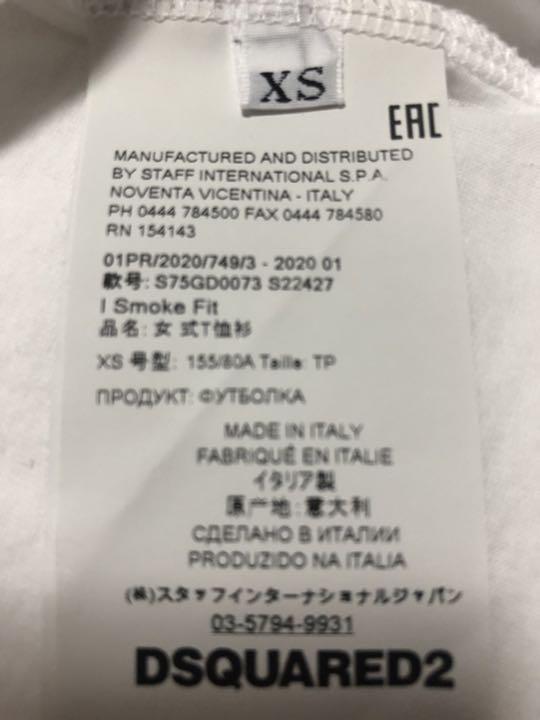 XS
EAC
MANUFACTURED AND DISTRIBUTED
BY STAFF INTERNATIONAL S.P.A.
NOVENTA VICENTINA - ITALY
PH 0444 784500 FAX 0444 784580
RN 154143
01PR/2020/749/3 - 2020 01
款号: S75GD0073 S22427
I Smoke Fit
品名: 女 式T恤衫
XS 号型: 155/80A Taille: TP
ПРОДУКТ: ФУТБОЛКА
MADE IN ITALY
FABRIQUÉ EN ITALIE
イタリア製
原产地: 意大利
СДЕЛАНО В ИТАЛИИ
PRODUZIDO NA ITALIA
(株)スタッフインターナショナルジャパン
03-5794-9931
DSQUARED2